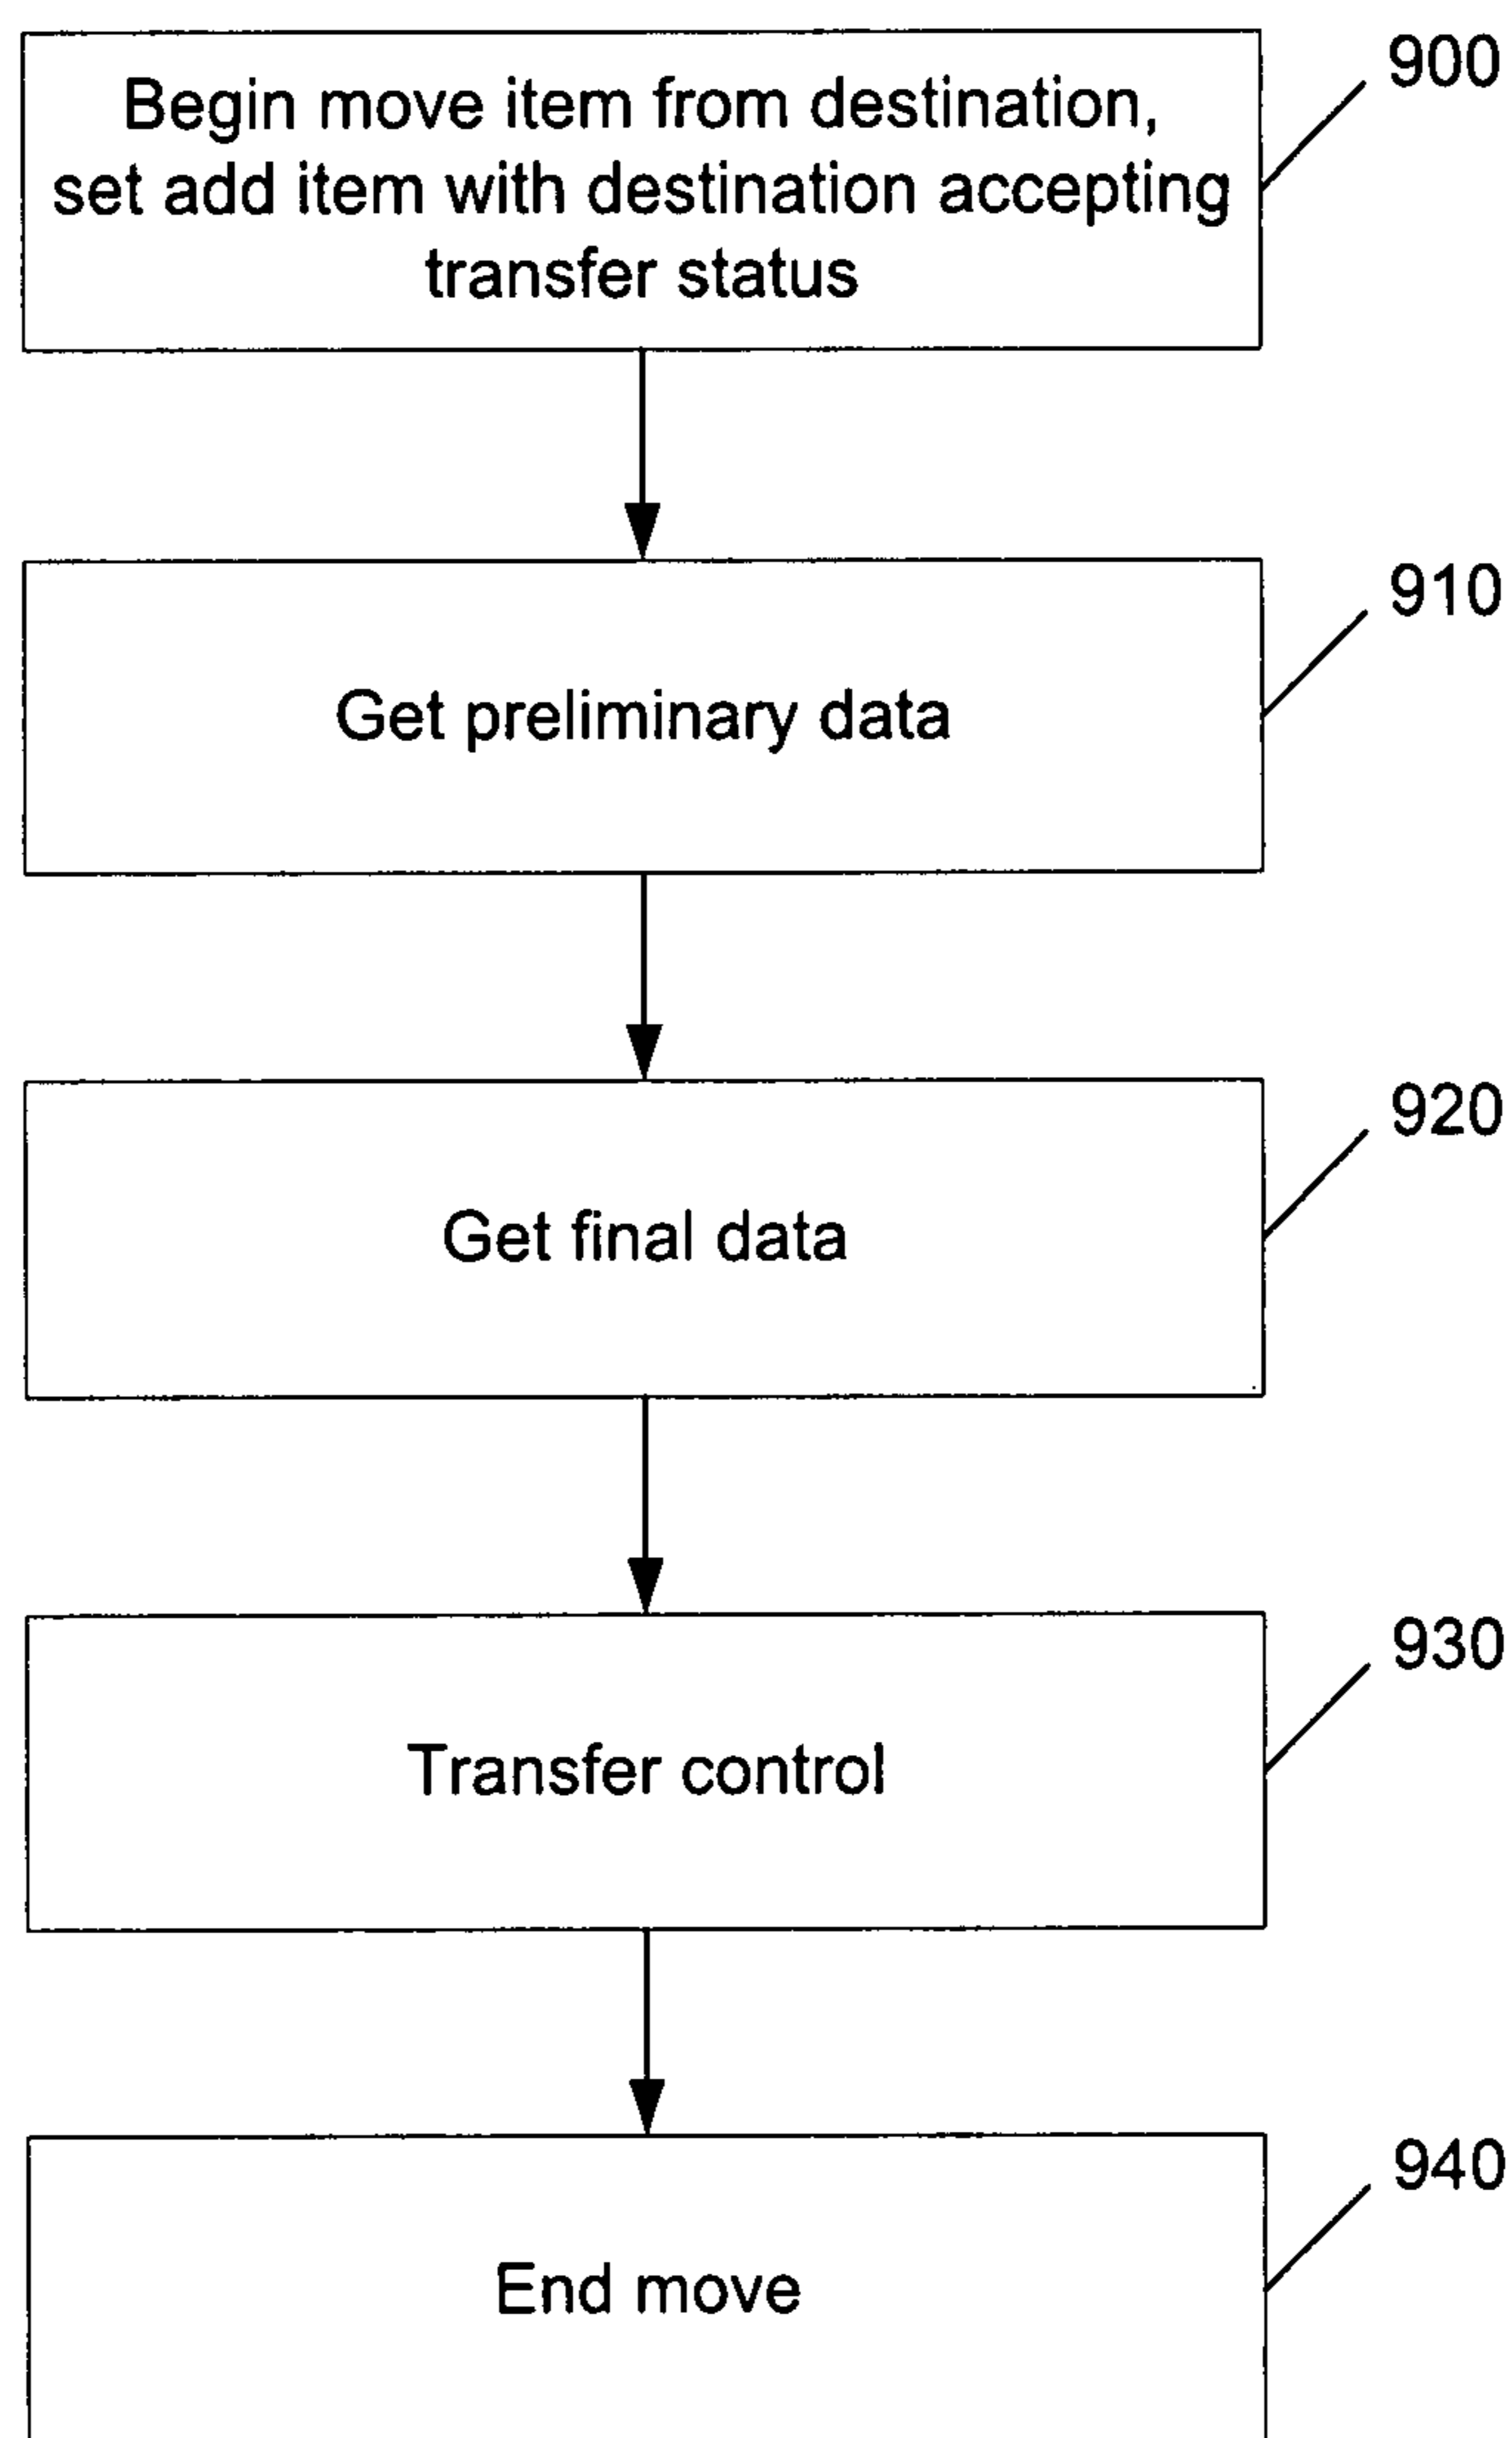 Begin move item from destination,
set add item with destination accepting
transfer status
900
Get preliminary data
910
Get final data
920
Transfer control
930
End move
940